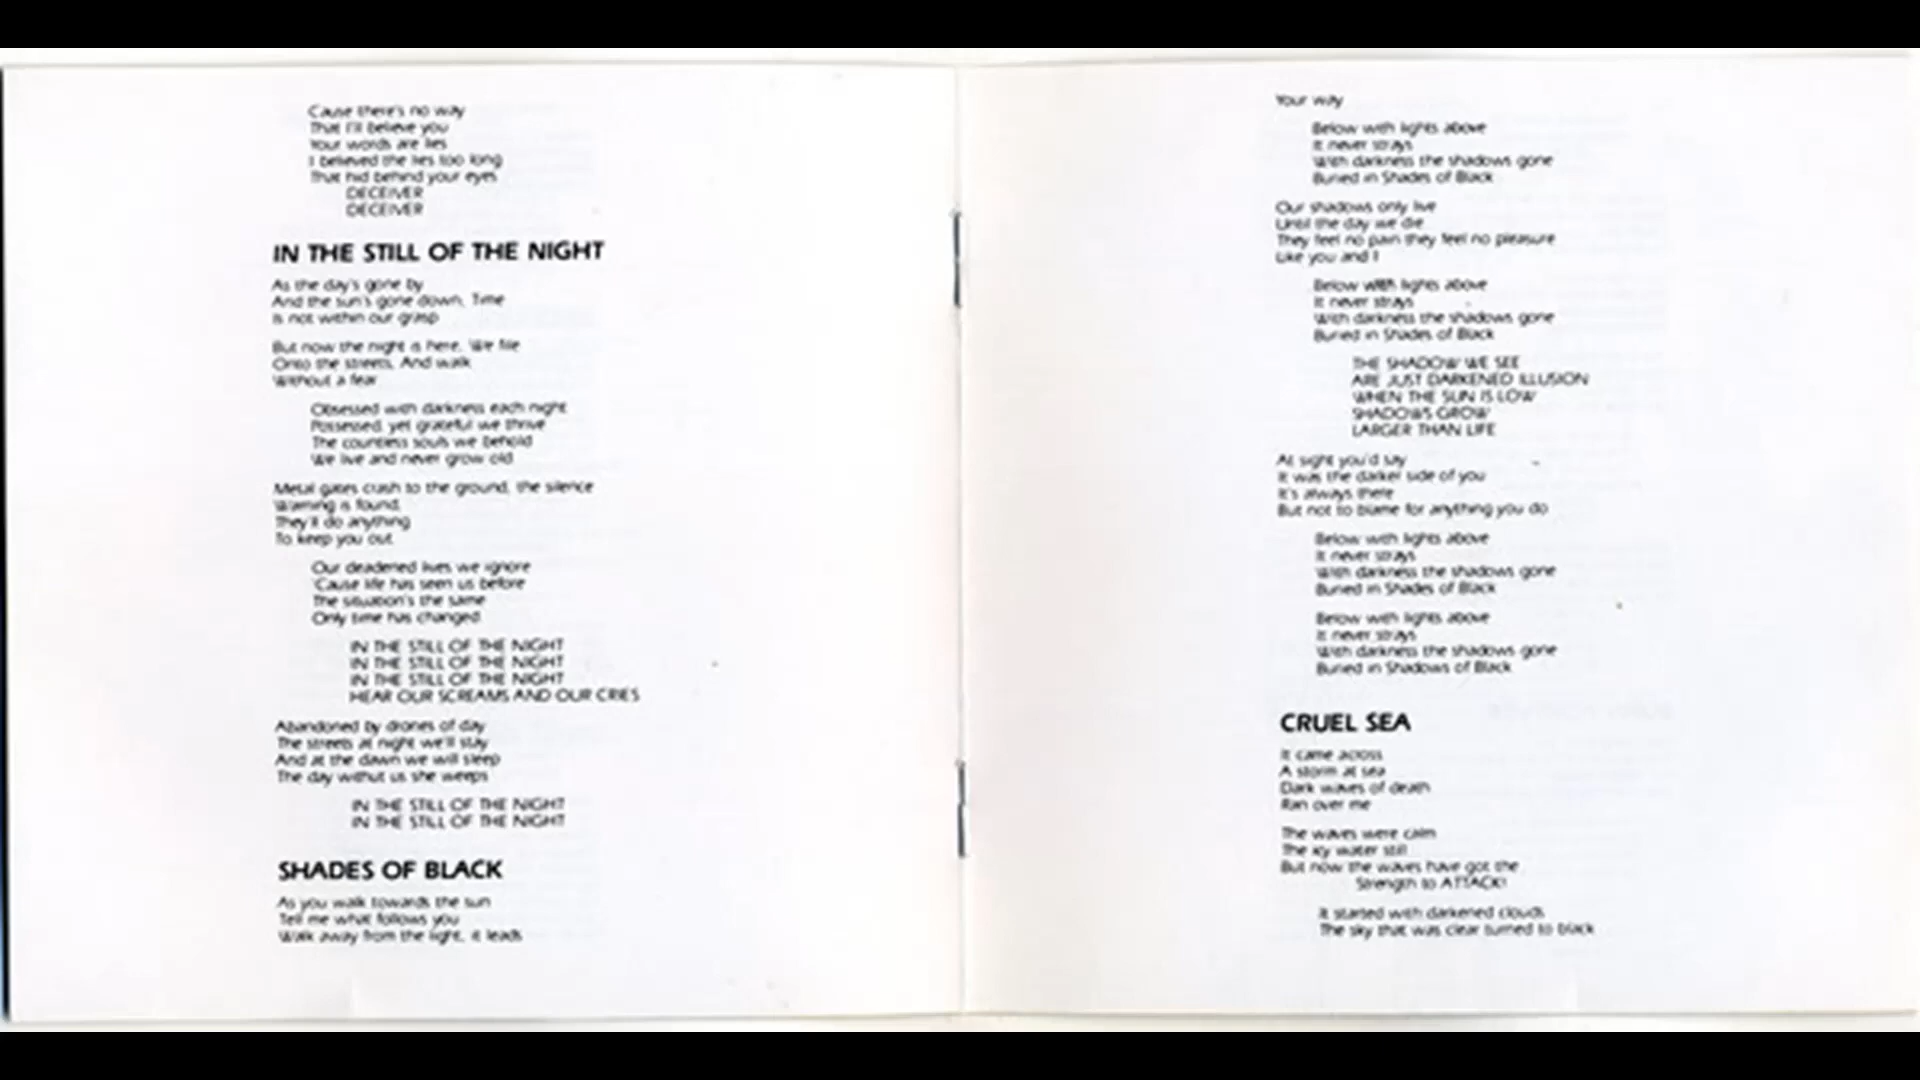 Cause there's no way
That I'll believe you
Your words are lies
I believed the lies too long
That hid behind your eyes
DECEIVER
DECEIVER
IN THE STILL OF THE NIGHT
As the day's gone by
And the sun's gone down, Time
is not within our grasp
But now the night is here, We file
Onto the streets, And walk
Without a fear
Obsessed with darkness each night
Possessed, yet grateful we thrive
The countless souls we behold
We live and never grow old
Metal gates crash to the ground, the silence
Warning is found,
They'll do anything
To keep you out
Our deadened lives we ignore
'Cause life has seen us before
The situation's the same
Only time has changed
IN THE STILL OF THE NIGHT
IN THE STILL OF THE NIGHT
IN THE STILL OF THE NIGHT
HEAR OUR SCREAMS AND OUR CRIES
Abandoned by drones of day
The streets at night we'll stay
And at the dawn we will sleep
The day withut us she weeps
IN THE STILL OF THE NIGHT
IN THE STILL OF THE NIGHT
SHADES OF BLACK
As you walk towards the sun
Tell me what follows you
Walk away from the light, it leads
Your way
Below with lights above
It never strays
With darkness the shadows gone
Buried in Shades of Black
Our shadows only live
Until the day we die
They feel no pain they feel no pleasure
Like you and I
Below with lights above
It never strays
With darkness the shadows gone
Buried in Shades of Black
THE SHADOW WE SEE
ARE JUST DARKENED ILLUSION
WHEN THE SUN IS LOW
SHADOWS GROW
LARGER THAN LIFE
At sight you'd say
It was the darker side of you
It's always there
But not to blame for anything you do
Below with lights above
It never strays
With darkness the shadows gone
Buried in Shades of Black
Below with lights above
It never strays
With darkness the shadows gone
Buried in Shadows of Black
CRUEL SEA
It came across
A storm at sea
Dark waves of death
Ran over me
The waves were calm
The icy water still
But now the waves have got the
Strength to ATTACK!
It started with darkened clouds
The sky that was clear turned to black